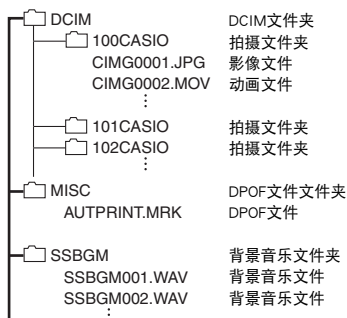 DCIM DCIM文件夹
100CASIO 拍摄文件夹
CIMG0001.JPG 影像文件
CIMG0002.MOV 动画文件
⋮
101CASIO 拍摄文件夹
102CASIO 拍摄文件夹
⋮
MISC DPOF文件文件夹
AUTPRINT.MRK DPOF文件
SSBGM 背景音乐文件夹
SSBGM001.WAV 背景音乐文件
SSBGM002.WAV 背景音乐文件
⋮